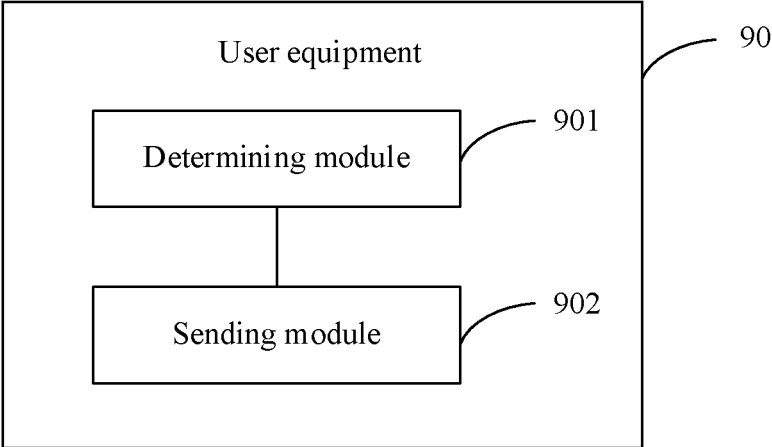 User equipment
90
Determining module
901
Sending module
902